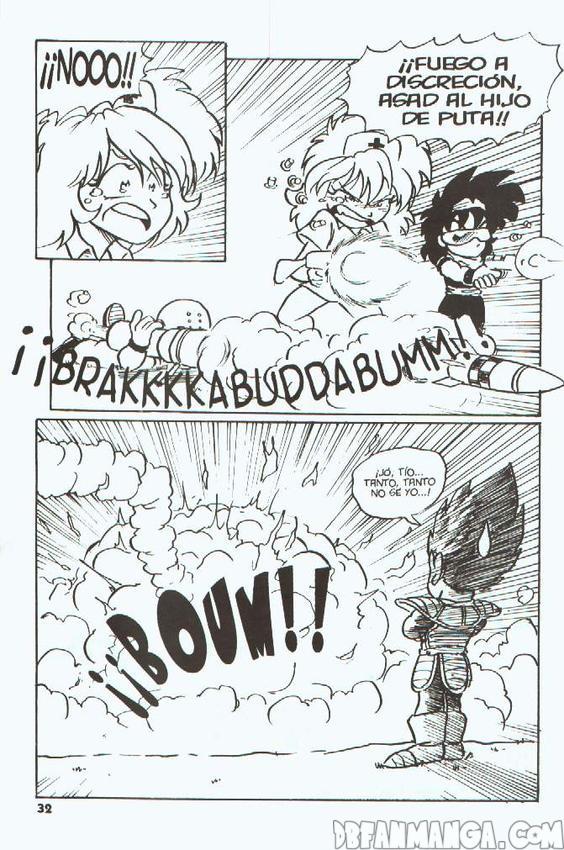 ¡¡NOOO!!
¡¡FUEGO A
DISCRECIÓN,
ASAD AL HIJO
DE PUTA!!
¡¡BRAKKKKABUDDABUMM!!
¡JÓ, TÍO...
TANTO, TANTO
NO SE YO...!
¡¡BOUM!!
32
DBFANMANGA.COM